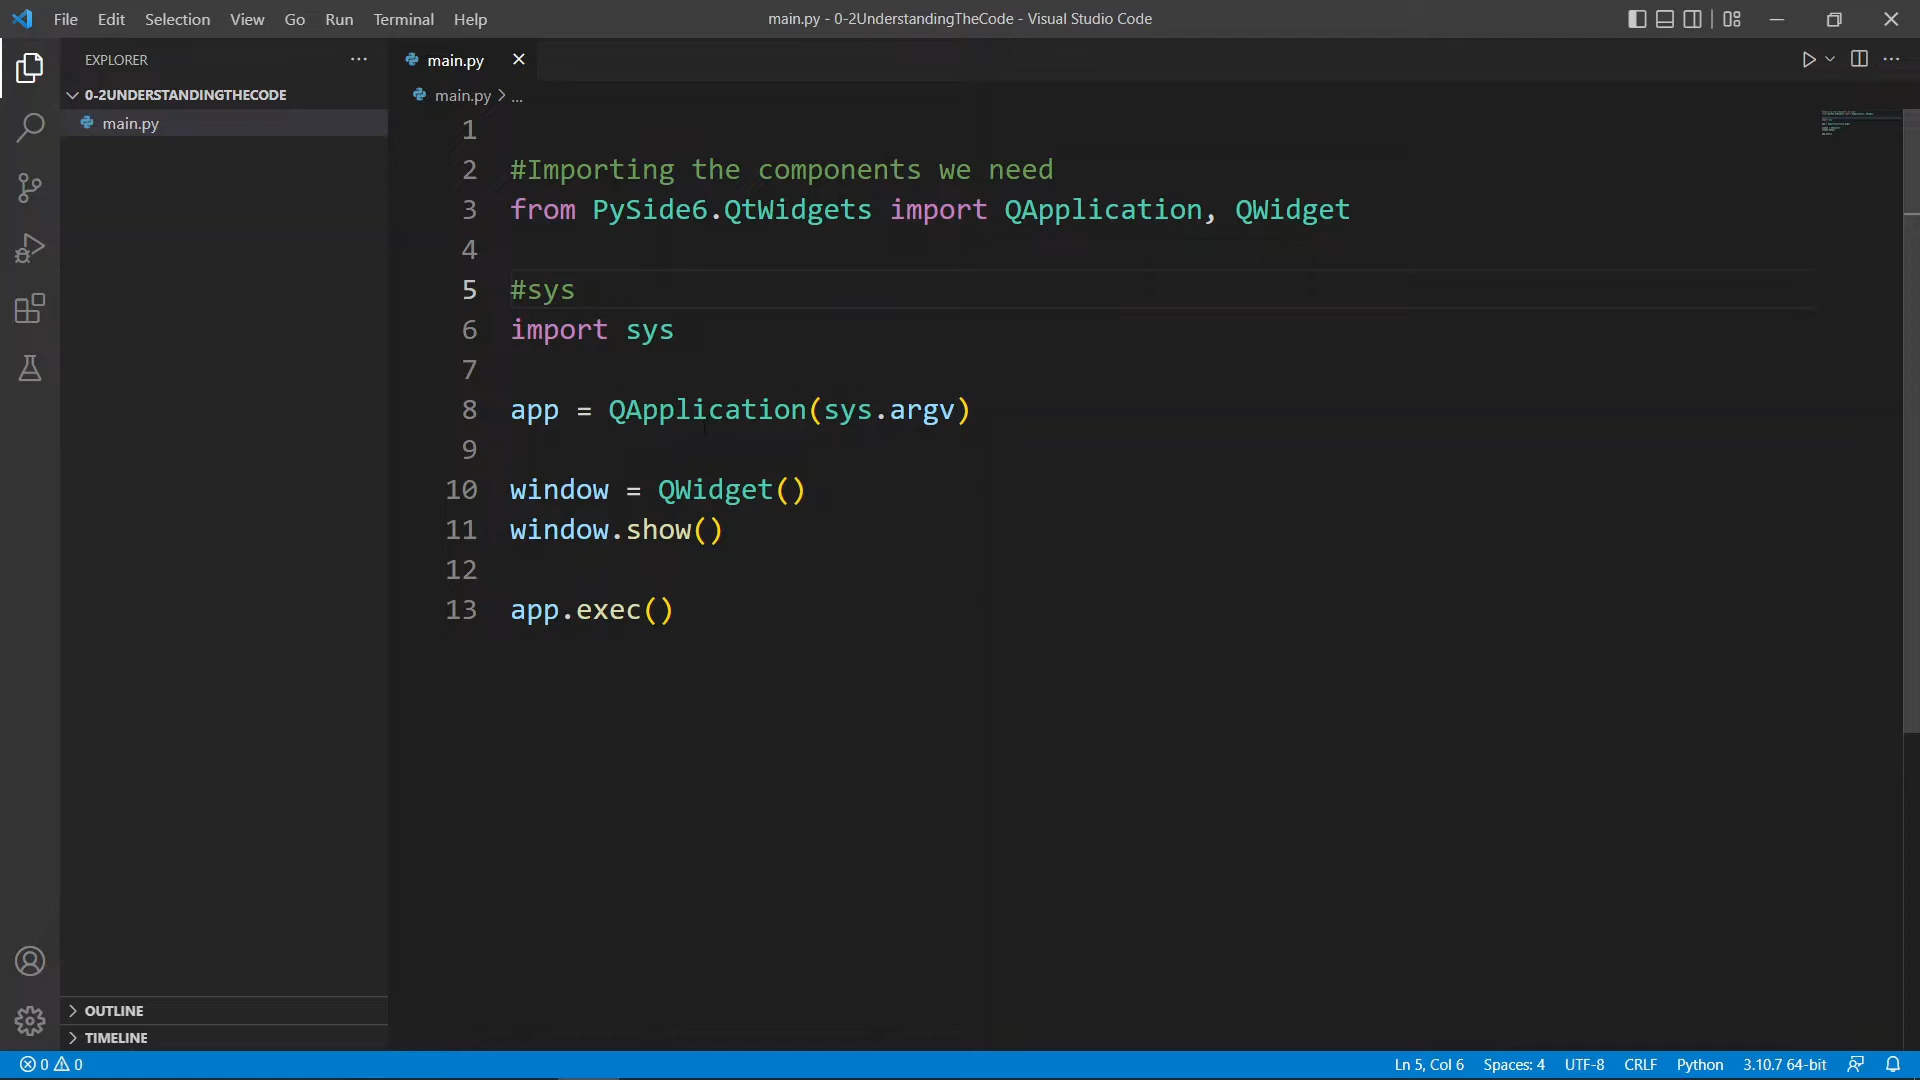 File Edit Selection View Go Run Terminal Help
main.py - 0-2UnderstandingTheCode - Visual Studio Code
EXPLORER
0-2UNDERSTANDINGTHECODE
main.py
OUTLINE
TIMELINE
main.py
main.py > ...
1
2 #Importing the components we need
3 from PySide6.QtWidgets import QApplication, QWidget
4
5 #sys
6 import sys
7
8 app = QApplication(sys.argv)
9
10 window = QWidget()
11 window.show()
12
13 app.exec()
0 0
Ln 5, Col 6 Spaces: 4 UTF-8 CRLF Python 3.10.7 64-bit